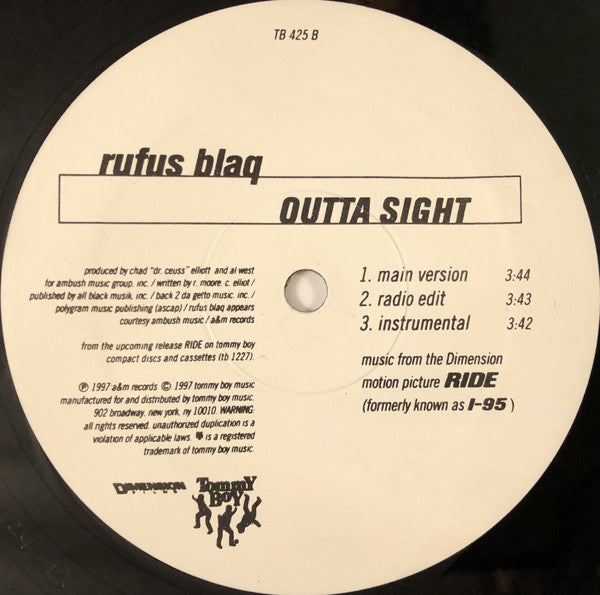 TB 425 B
rufus blaq
OUTTA SIGHT
produced by chad "dr. ceuss" elliott and al west
for ambush music group, inc. / written by r. moore, c. elliot /
published by all black musik, inc. / back 2 da getto music, inc. /
polygram music publishing (ascap) / rufus blaq appears
courtesy ambush music / a&m records
from the upcoming release RIDE on tommy boy
compact discs and cassettes (tb 1227).
℗ 1997 a&m records © 1997 tommy boy music
manufactured for and distributed by tommy boy music.
902 broadway, new york, ny 10010. WARNING:
all rights reserved. unauthorized duplication is a
violation of applicable laws. is a registered
trademark of tommy boy music.
1. main version 3:44
2. radio edit 3:43
3. instrumental 3:42
music from the Dimension
motion picture RIDE
(formerly known as I-95 )
DIMENSION
TOMMY
BOY